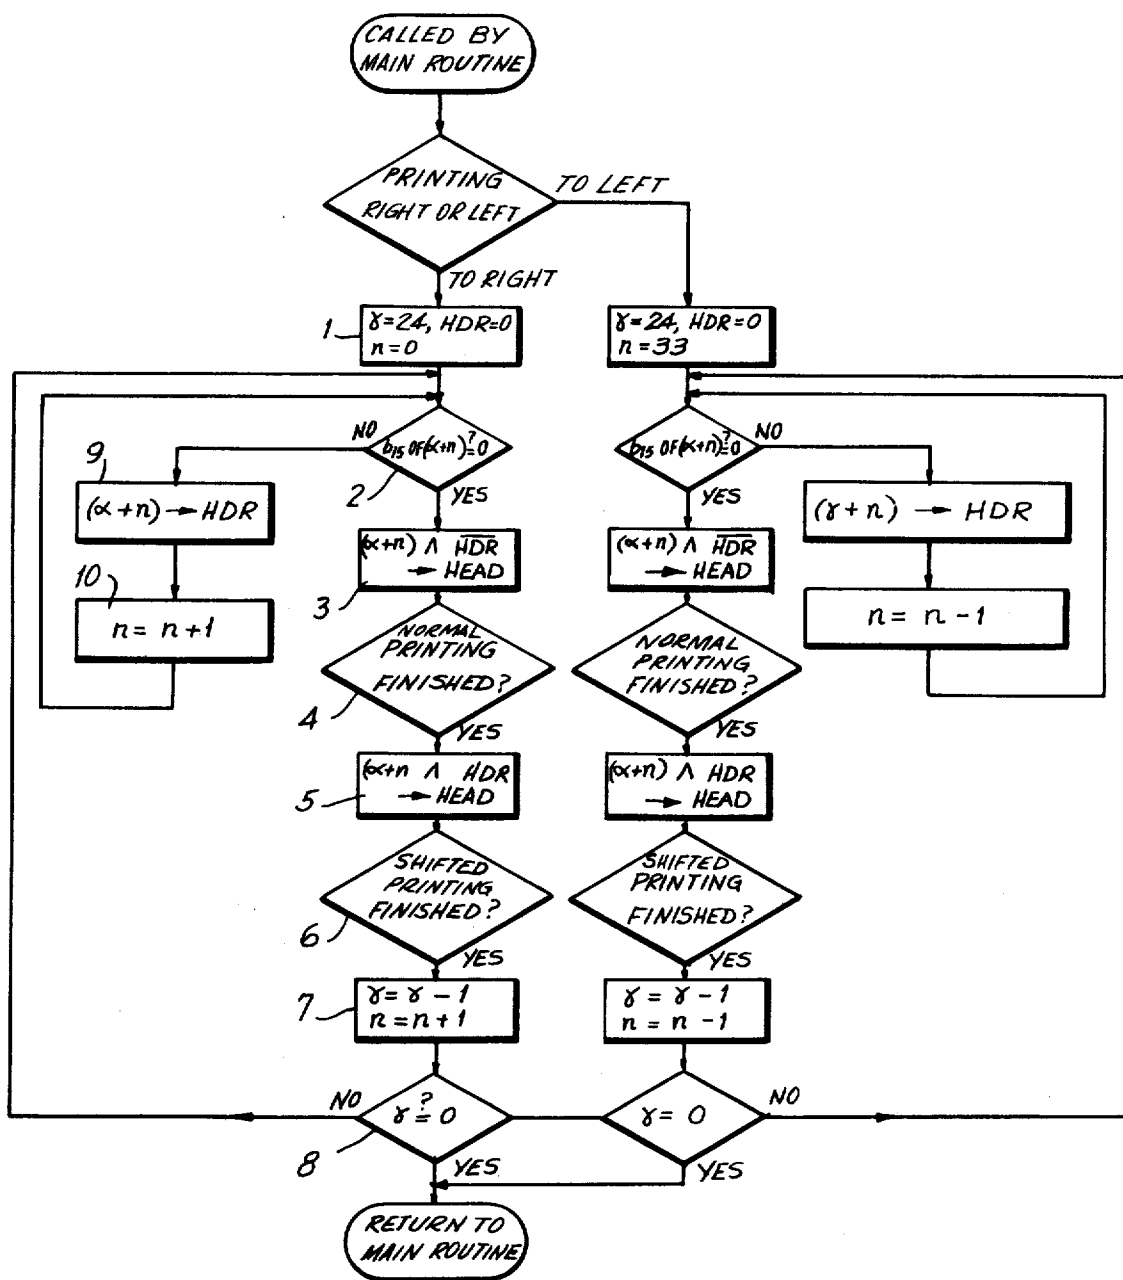 CALLED BY
MAIN ROUTINE
PRINTING
RIGHT OR LEFT
TO LEFT
TO RIGHT
1
γ=24, HDR=0
n=0
γ=24, HDR=0
n=33
NO
b15 OF(α+n)?=0
2
YES
b15 OF(α+n)?=0
NO
YES
9
(α+n) → HDR
10
n= n+1
(γ+n) → HDR
n= n-1
(α+n) ∧ H̅D̅R̅
→ HEAD
3
(α+n) ∧ H̅D̅R̅
→ HEAD
NORMAL
PRINTING
FINISHED?
4
YES
NORMAL
PRINTING
FINISHED?
YES
(α+n ∧ HDR
→ HEAD
5
(α+n) ∧ HDR
→ HEAD
SHIFTED
PRINTING
FINISHED?
6
YES
SHIFTED
PRINTING
FINISHED?
YES
7
γ= γ-1
n=n+1
γ= γ-1
n= n-1
NO
γ ?= 0
8
YES
γ= 0
NO
YES
RETURN TO
MAIN ROUTINE